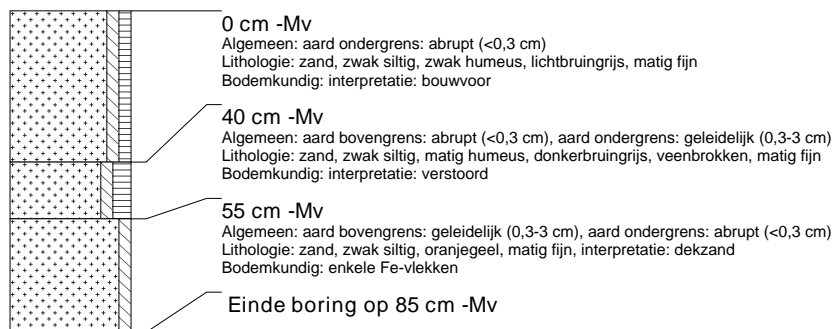 0 cm -Mv
Algemeen: aard ondergrens: abrupt (<0,3 cm)
Lithologie: zand, zwak siltig, zwak humeus, lichtbruingrijs, matig fijn
Bodemkundig: interpretatie: bouwvoor
40 cm -Mv
Algemeen: aard bovengrens: abrupt (<0,3 cm), aard ondergrens: geleidelijk (0,3-3 cm)
Lithologie: zand, zwak siltig, matig humeus, donkerbruingrijs, veenbrokken, matig fijn
Bodemkundig: interpretatie: verstoord
55 cm -Mv
Algemeen: aard bovengrens: geleidelijk (0,3-3 cm), aard ondergrens: abrupt (<0,3 cm)
Lithologie: zand, zwak siltig, oranjegeel, matig fijn, interpretatie: dekzand
Bodemkundig: enkele Fe-vlekken
Einde boring op 85 cm -Mv